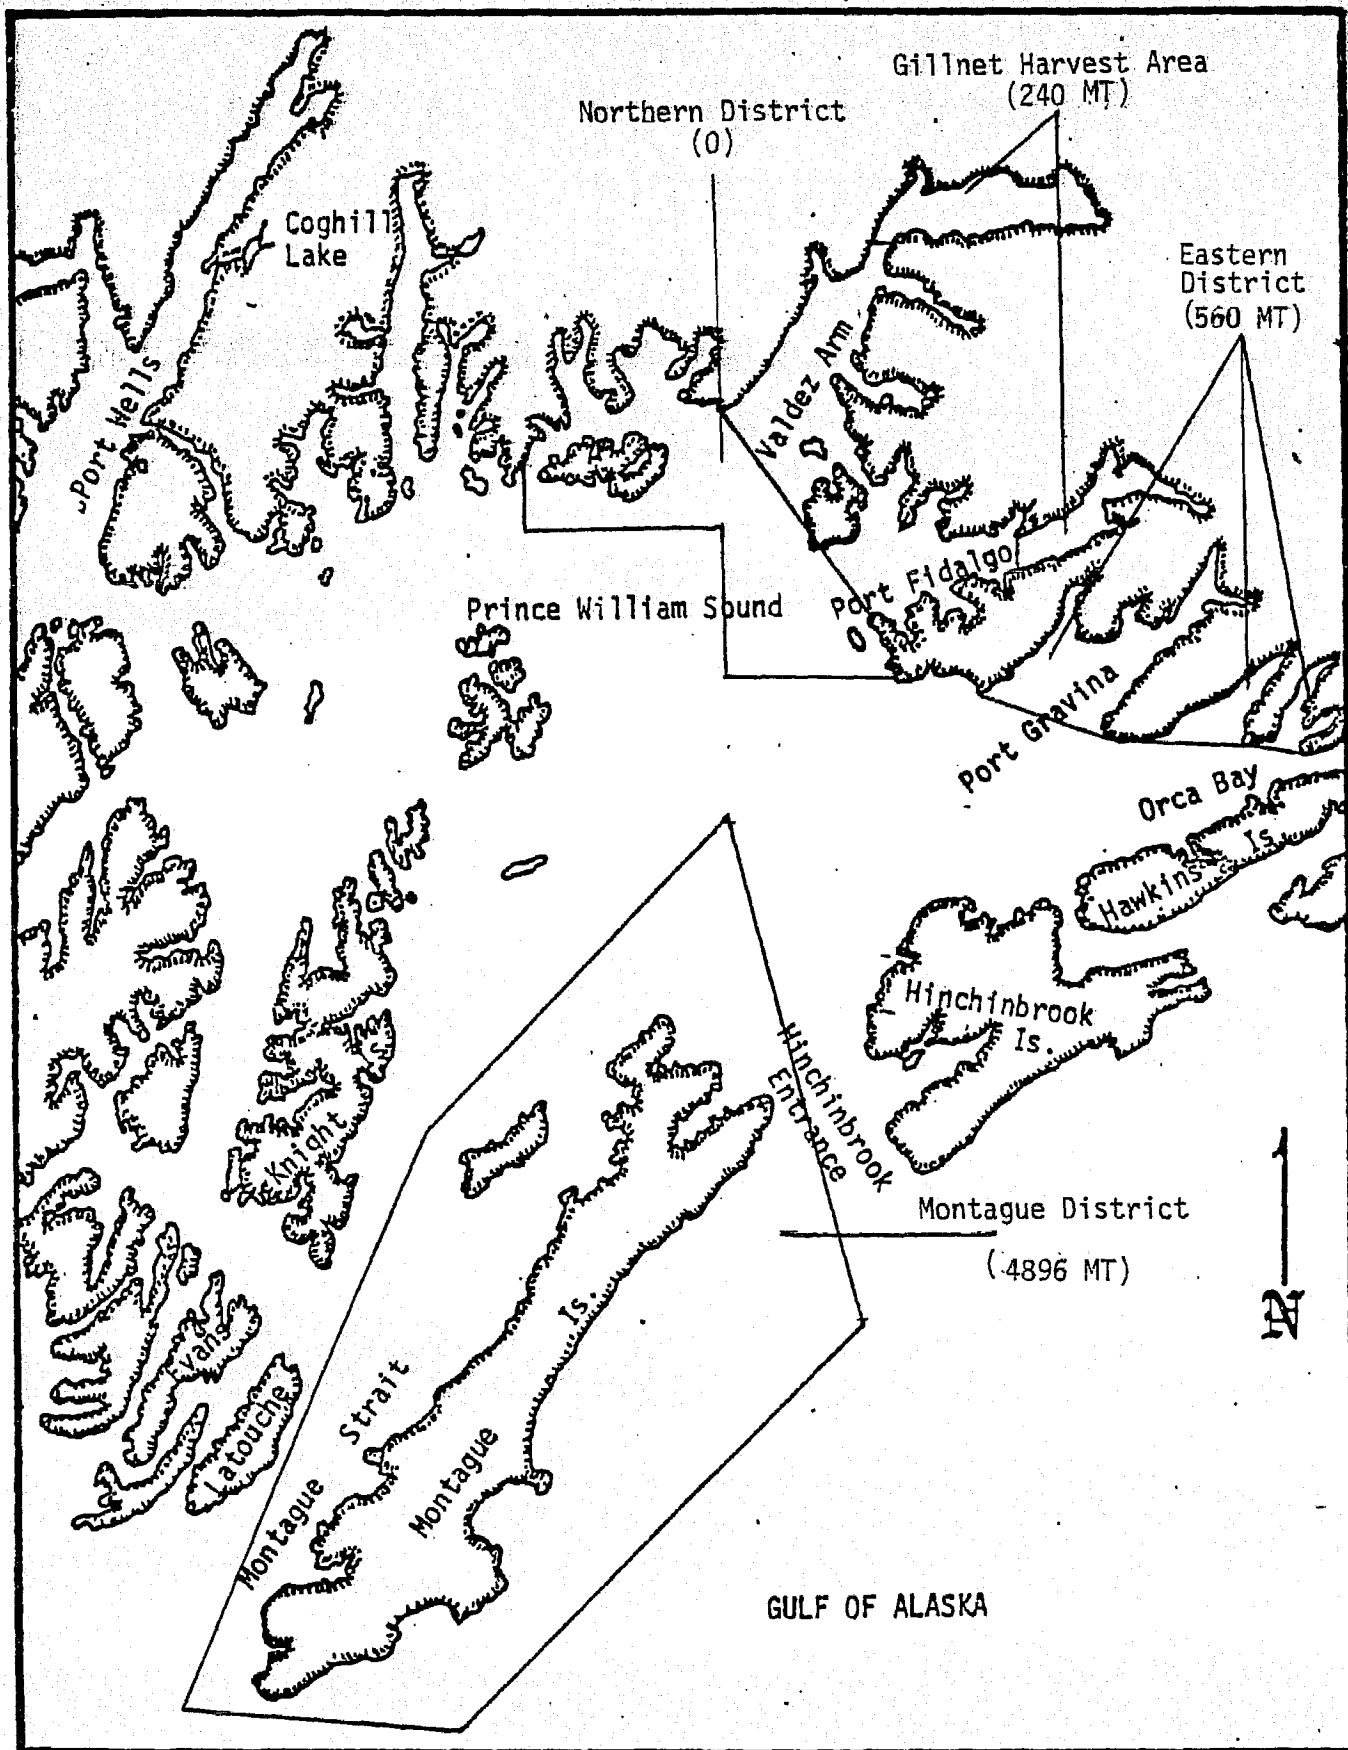 Gillnet Harvest Area
(240 MT)
Northern District
(0)
Coghill
Lake
Eastern
District
(560 MT)
Port Wells
Valdez Arm
Port Fidalgo
Prince William Sound
Port Gravina
Orca Bay
Hawkins Is.
Hinchinbrook
Is.
Hinchinbrook
Entrance
Knight
Montague District
(4896 MT)
Evans
Latouche
Montague Strait
Montague Is.
GULF OF ALASKA
N